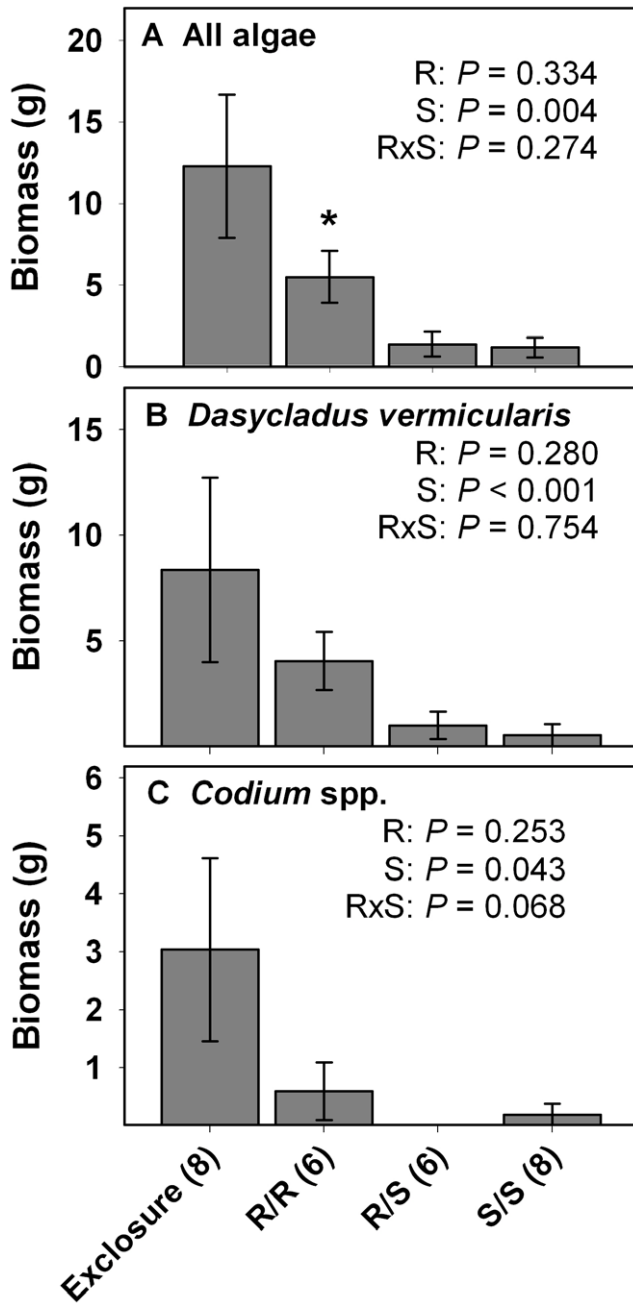 A All algae
R: P = 0.334
S: P = 0.004
RxS: P = 0.274
*
20
15
10
5
0
Biomass (g)
B Dasycladus vermicularis
R: P = 0.280
S: P < 0.001
RxS: P = 0.754
15
10
5
Biomass (g)
C Codium spp.
R: P = 0.253
S: P = 0.043
RxS: P = 0.068
6
5
4
3
2
1
Biomass (g)
Exclosure (8)
R/R (6)
R/S (6)
S/S (8)